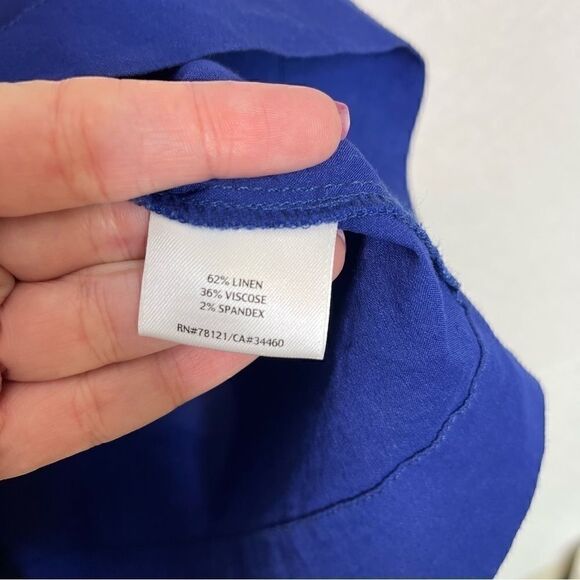 62% LINEN
36% VISCOSE
2% SPANDEX
RN#78121/CA#34460